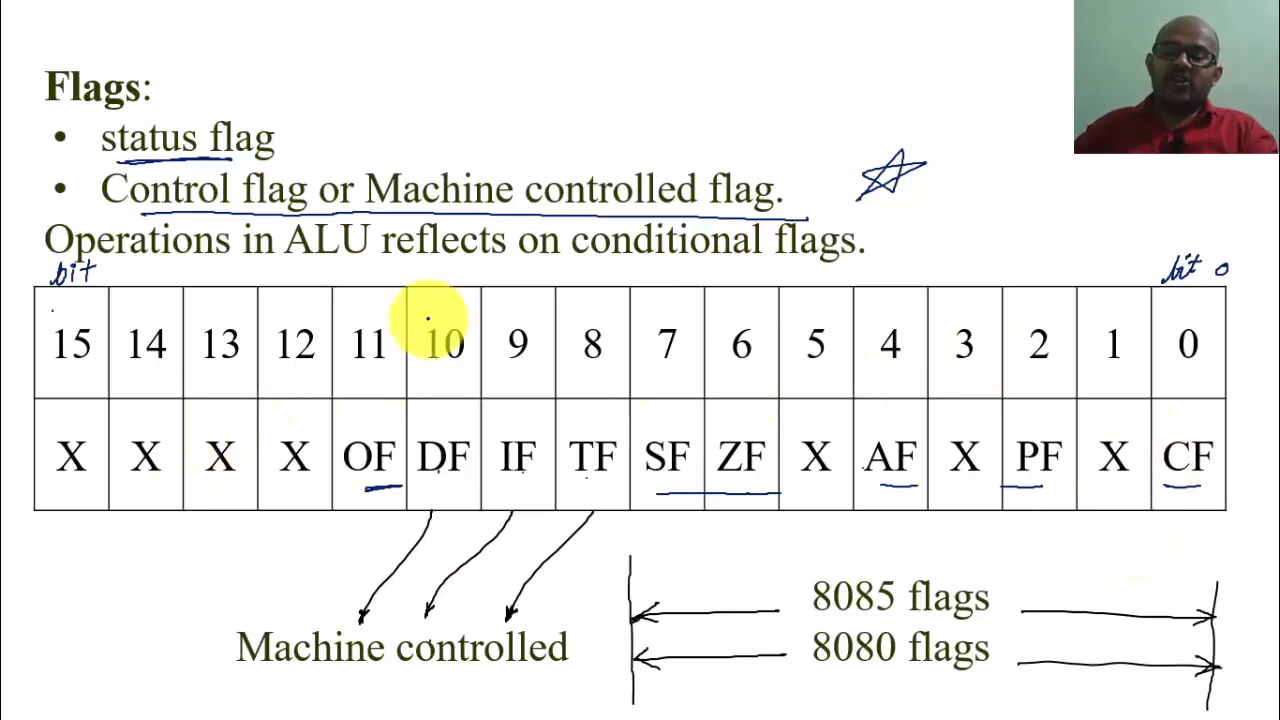 Flags:
• status flag
• Control flag or Machine controlled flag.
Operations in ALU reflects on conditional flags.
bit bit 0
15 14 13 12 11 10 9 8 7 6 5 4 3 2 1 0
X X X X OF DF IF TF SF ZF X AF X PF X CF
8085 flags
Machine controlled 8080 flags